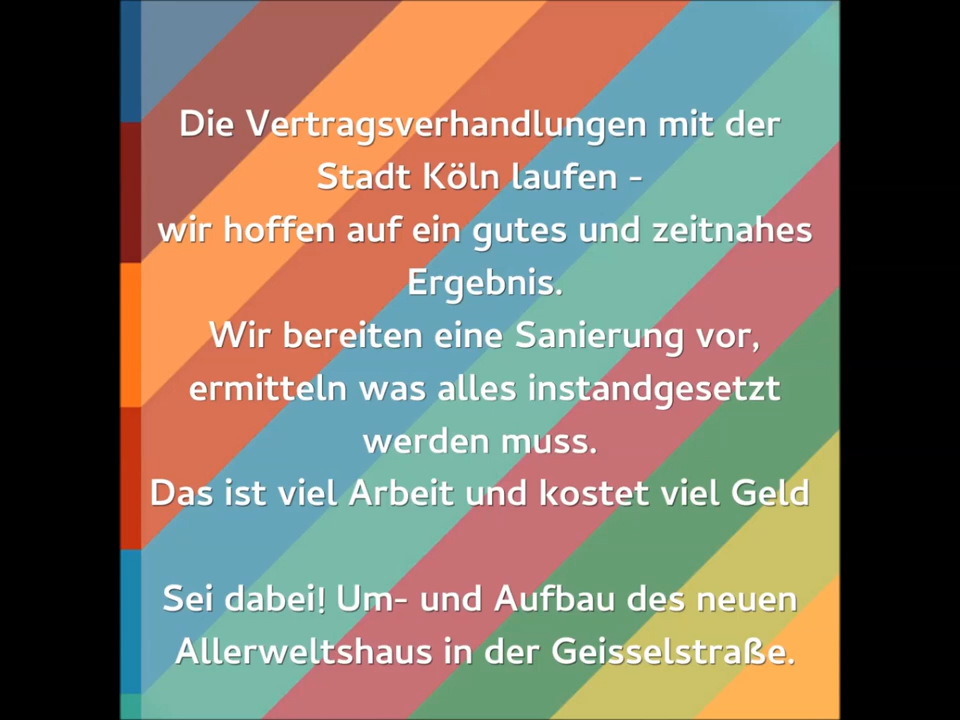 Die Vertragsverhandlungen mit der
Stadt Köln laufen -
wir hoffen auf ein gutes und zeitnahes
Ergebnis.
Wir bereiten eine Sanierung vor,
ermitteln was alles instandgesetzt
werden muss.
Das ist viel Arbeit und kostet viel Geld
Sei dabei! Um- und Aufbau des neuen
Allerweltshaus in der Geisselstraße.